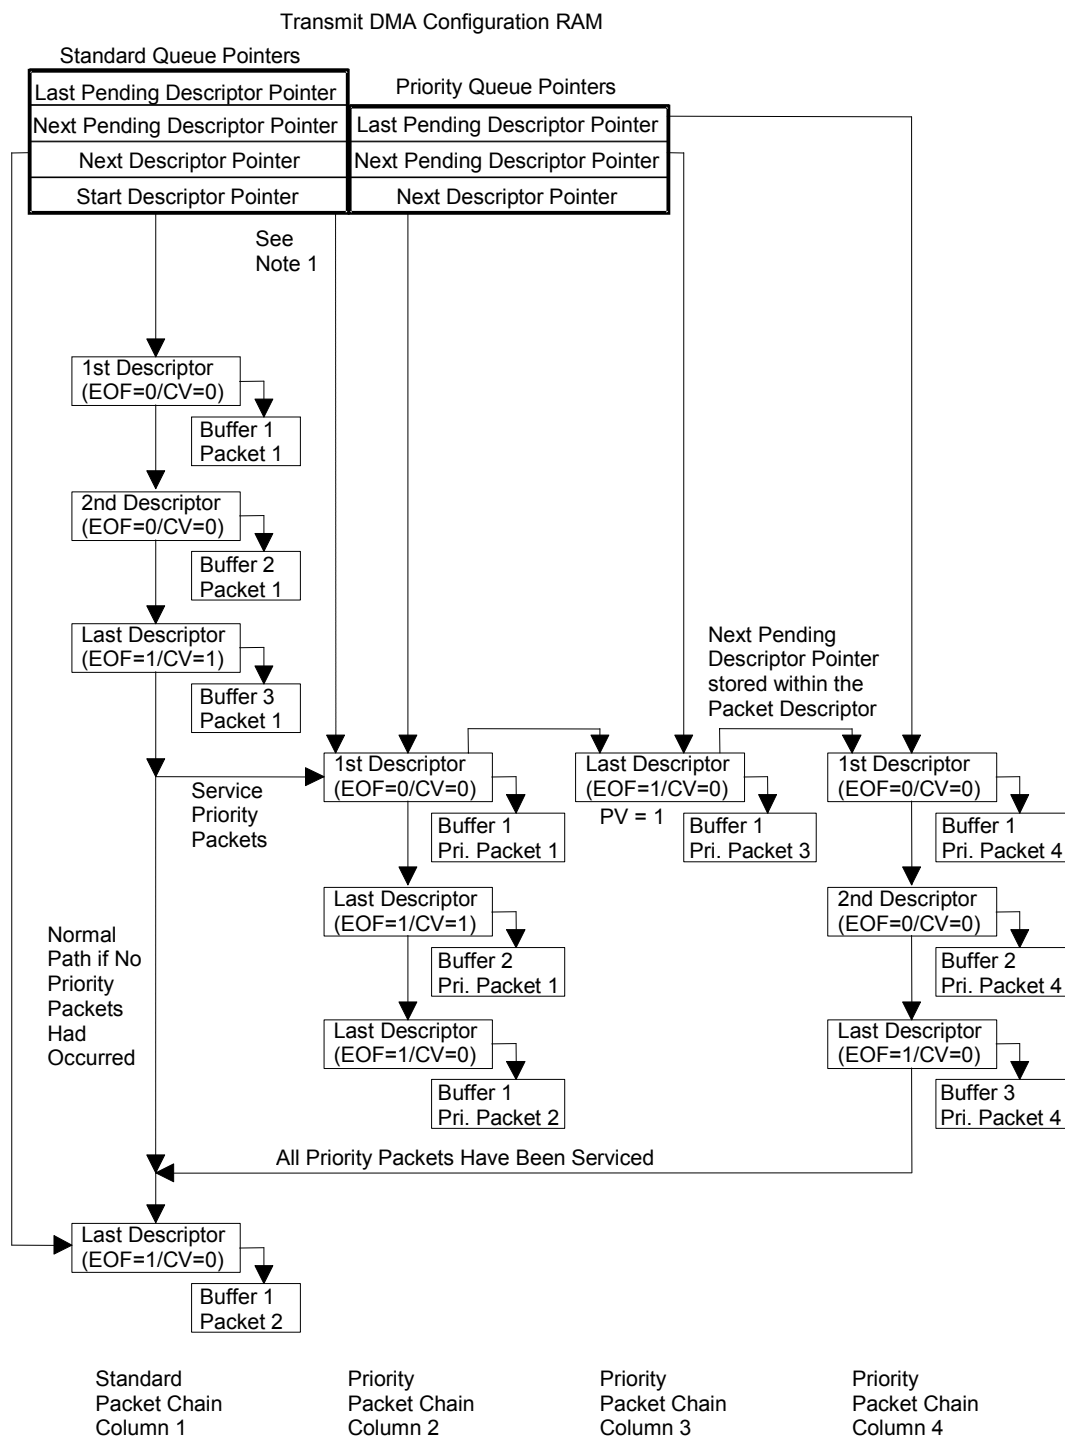 Transmit DMA Configuration RAM
Standard Queue Pointers
Last Pending Descriptor Pointer
Next Pending Descriptor Pointer
Next Descriptor Pointer
Start Descriptor Pointer
Priority Queue Pointers
Last Pending Descriptor Pointer
Next Pending Descriptor Pointer
Next Descriptor Pointer
See
Note 1
1st Descriptor
(EOF=0/CV=0)
Buffer 1
Packet 1
2nd Descriptor
(EOF=0/CV=0)
Buffer 2
Packet 1
Last Descriptor
(EOF=1/CV=1)
Buffer 3
Packet 1
Next Pending
Descriptor Pointer
stored within the
Packet Descriptor
Service
Priority
Packets
1st Descriptor
(EOF=0/CV=0)
Buffer 1
Pri. Packet 1
Last Descriptor
(EOF=1/CV=1)
Buffer 2
Pri. Packet 1
Last Descriptor
(EOF=1/CV=0)
Buffer 1
Pri. Packet 2
Last Descriptor
(EOF=1/CV=0)
PV = 1
Buffer 1
Pri. Packet 3
1st Descriptor
(EOF=0/CV=0)
Buffer 1
Pri. Packet 4
2nd Descriptor
(EOF=0/CV=0)
Buffer 2
Pri. Packet 4
Last Descriptor
(EOF=1/CV=0)
Buffer 3
Pri. Packet 4
Normal
Path if No
Priority
Packets
Had
Occurred
All Priority Packets Have Been Serviced
Last Descriptor
(EOF=1/CV=0)
Buffer 1
Packet 2
Standard
Packet Chain
Column 1
Priority
Packet Chain
Column 2
Priority
Packet Chain
Column 3
Priority
Packet Chain
Column 4